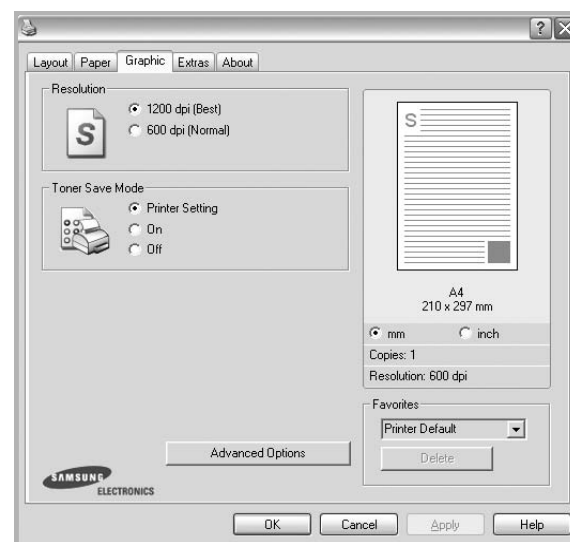 Layout Paper Graphic Extras About
Resolution
1200 dpi (Best)
600 dpi (Normal)
S
Toner Save Mode
Printer Setting
On
Off
S
A4
210 x 297 mm
mm inch
Copies: 1
Resolution: 600 dpi
Favorites
Printer Default
Delete
Advanced Options
SAMSUNG
ELECTRONICS
OK Cancel Apply Help